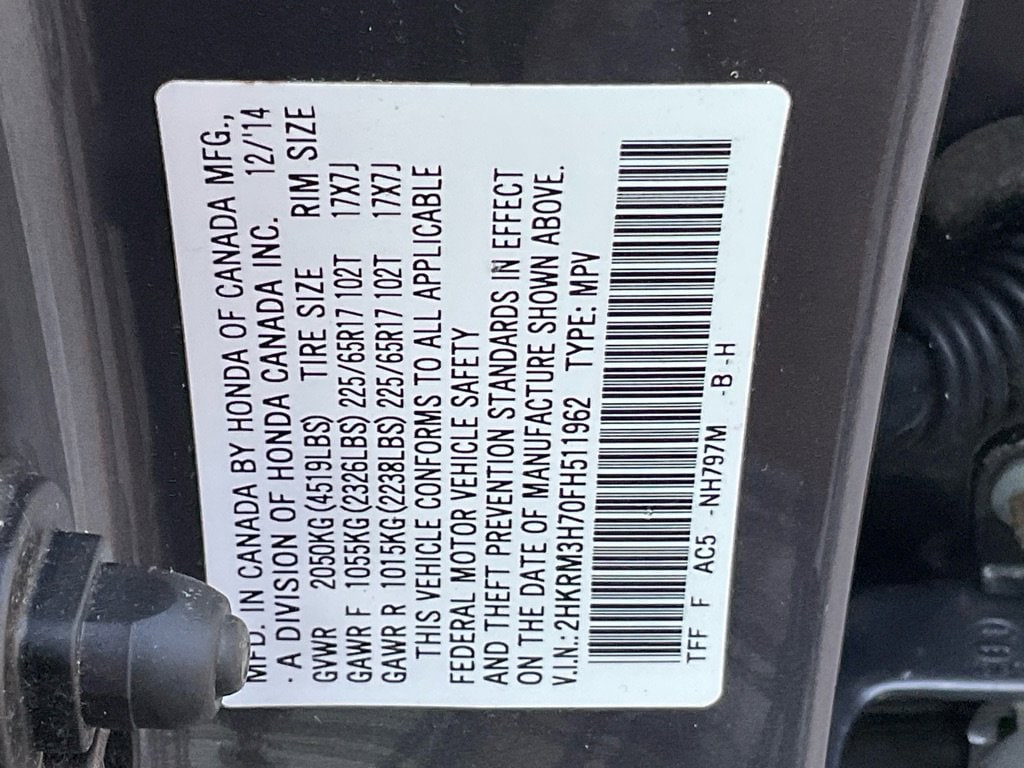 MFD. IN CANADA BY HONDA OF CANADA MFG.,
A DIVISION OF HONDA CANADA INC. 12/'14
GVWR 2050KG(4519LBS) TIRE SIZE RIM SIZE
GAWR F 1055KG(2326LBS) 225/65R17 102T 17X7J
GAWR R 1015KG(2238LBS) 225/65R17 102T 17X7J
THIS VEHICLE CONFORMS TO ALL APPLICABLE
FEDERAL MOTOR VEHICLE SAFETY
AND THEFT PREVENTION STANDARDS IN EFFECT
ON THE DATE OF MANUFACTURE SHOWN ABOVE.
V.I.N.:2HKRM3H70FH511962 TYPE: MPV
TFF F AC5 -NH797M -B -H